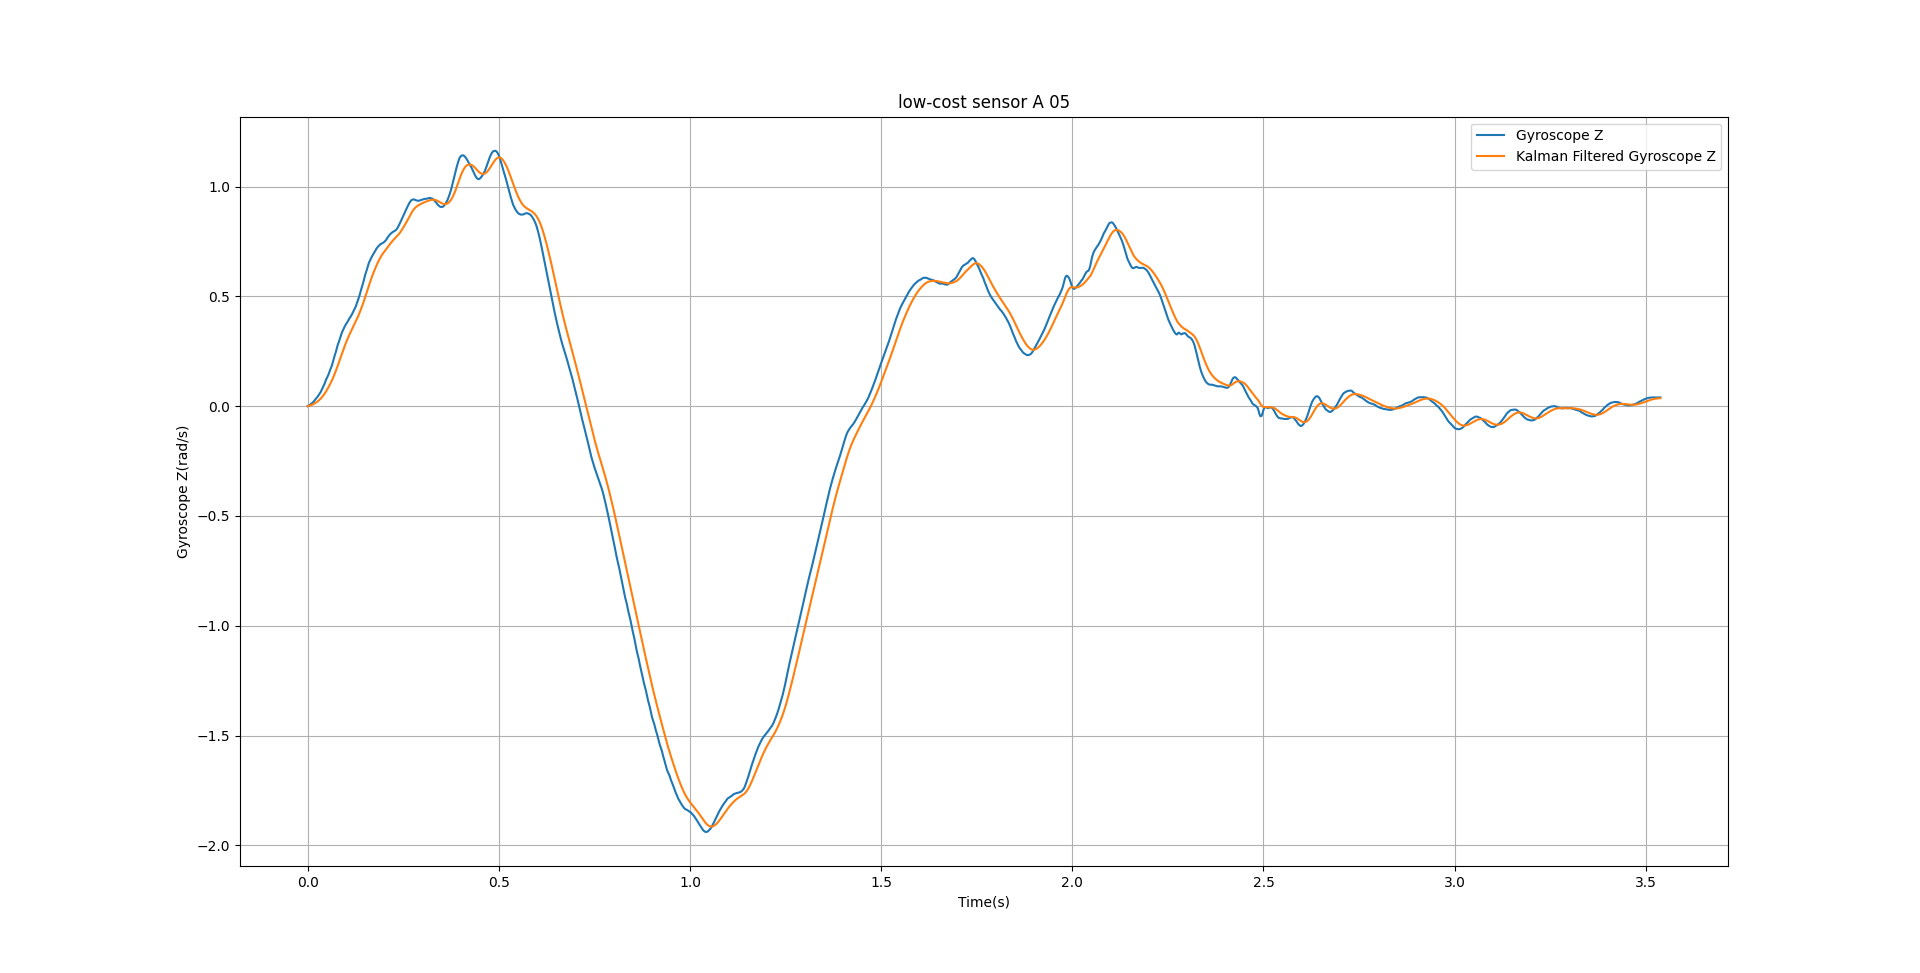 low-cost sensor A 05
Gyroscope Z
Kalman Filtered Gyroscope Z
1.0
0.5
0.0
−0.5
−1.0
−1.5
−2.0
Gyroscope Z(rad/s)
0.0 0.5 1.0 1.5 2.0 2.5 3.0 3.5
Time(s)